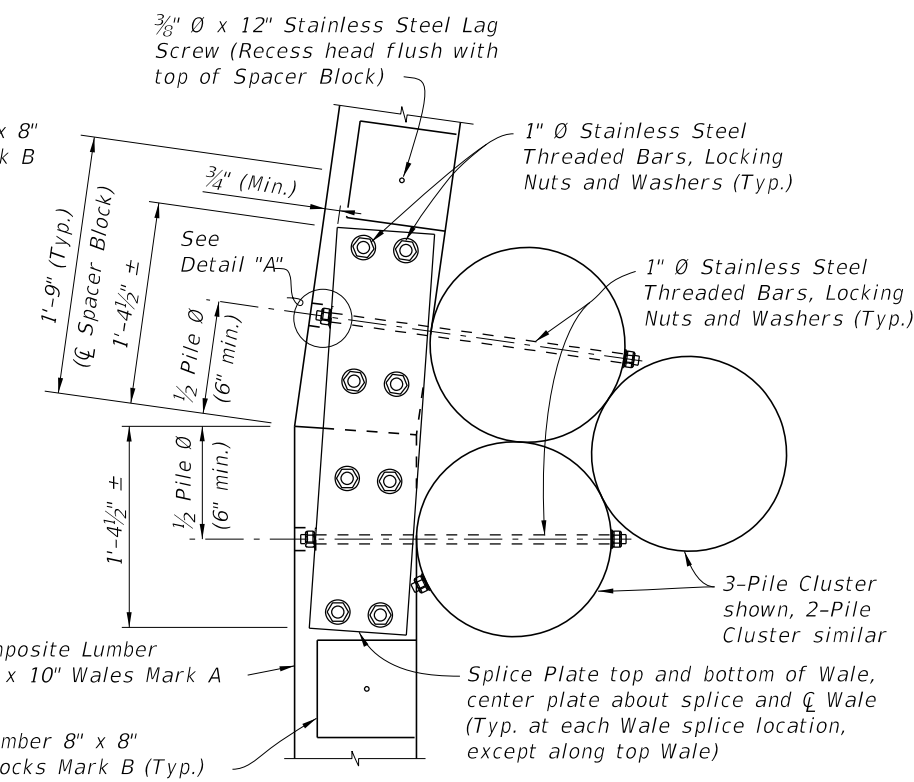 ⅜" Ø x 12" Stainless Steel Lag
Screw (Recess head flush with
top of Spacer Block)
x 8"
k B
1" Ø Stainless Steel
Threaded Bars, Locking
Nuts and Washers (Typ.)
¾" (Min.)
1'-9" (Typ.)
(℄ Spacer Block)
1'-4½" ±
See
Detail "A"
½ Pile Ø
(6" min.)
1" Ø Stainless Steel
Threaded Bars, Locking
Nuts and Washers (Typ.)
1'-4½" ±
½ Pile Ø
(6" min.)
3-Pile Cluster
shown, 2-Pile
Cluster similar
mposite Lumber
x 10" Wales Mark A
Splice Plate top and bottom of Wale,
center plate about splice and ℄ Wale
(Typ. at each Wale splice location,
except along top Wale)
mber 8" x 8"
ocks Mark B (Typ.)